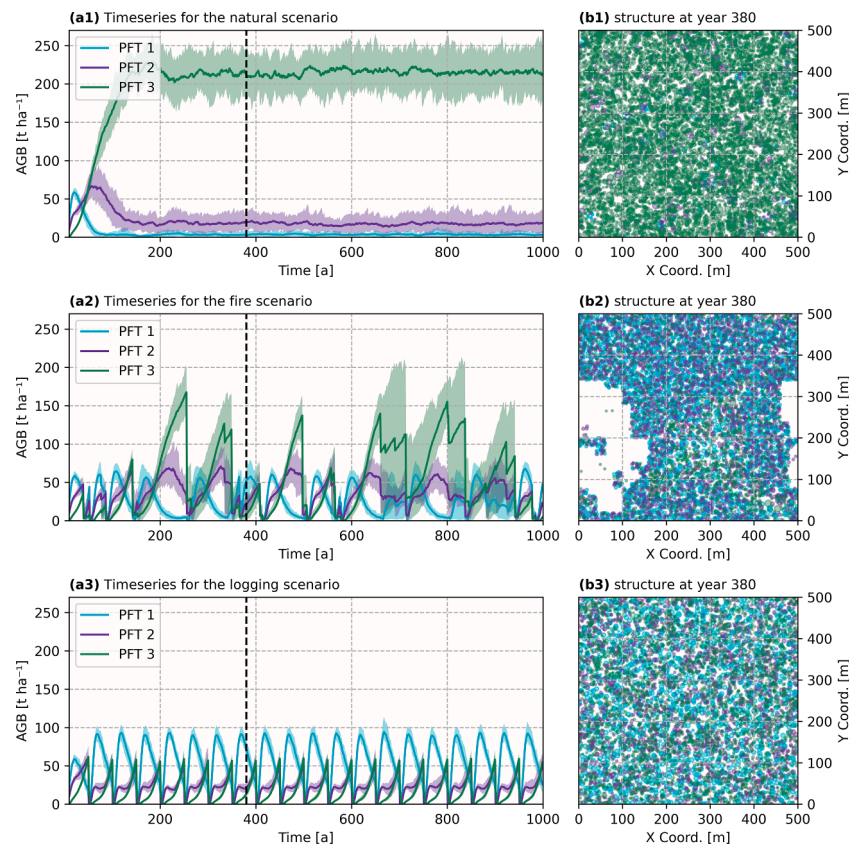 (a1) Timeseries for the natural scenario
(b1) structure at year 380
250
200
150
100
50
0
AGB [t ha⁻¹]
PFT 1
PFT 2
PFT 3
200
400
600
800
1000
Time [a]
500
400
300
200
100
0
Y Coord. [m]
0
100
200
300
400
500
X Coord. [m]
(a2) Timeseries for the fire scenario
(b2) structure at year 380
250
200
150
100
50
0
AGB [t ha⁻¹]
PFT 1
PFT 2
PFT 3
200
400
600
800
1000
Time [a]
500
400
300
200
100
0
Y Coord. [m]
0
100
200
300
400
500
X Coord. [m]
(a3) Timeseries for the logging scenario
(b3) structure at year 380
250
200
150
100
50
0
AGB [t ha⁻¹]
PFT 1
PFT 2
PFT 3
200
400
600
800
1000
Time [a]
500
400
300
200
100
0
Y Coord. [m]
0
100
200
300
400
500
X Coord. [m]